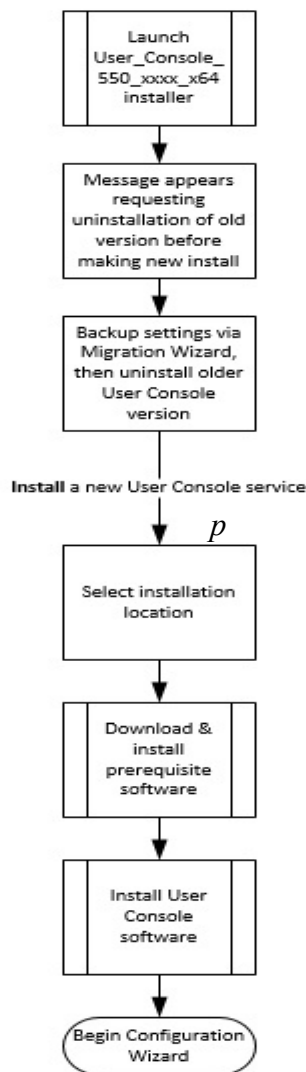 Launch
User_Console_
550_xxxx_x64
installer
Message appears
requesting
uninstallation of old
version before
making new install
Backup settings via
Migration Wizard,
then uninstall older
User Console
version
Install a new User Console service
p
Select installation
location
Download &
install
prerequisite
software
Install User
Console
software
Begin Configuration
Wizard